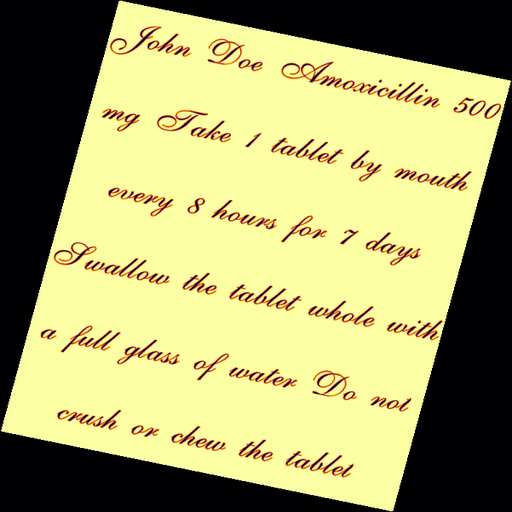 John Doe Amoxicillin 500
mg Take 1 tablet by mouth
every 8 hours for 7 days
Swallow the tablet whole with
a full glass of water Do not
crush or chew the tablet